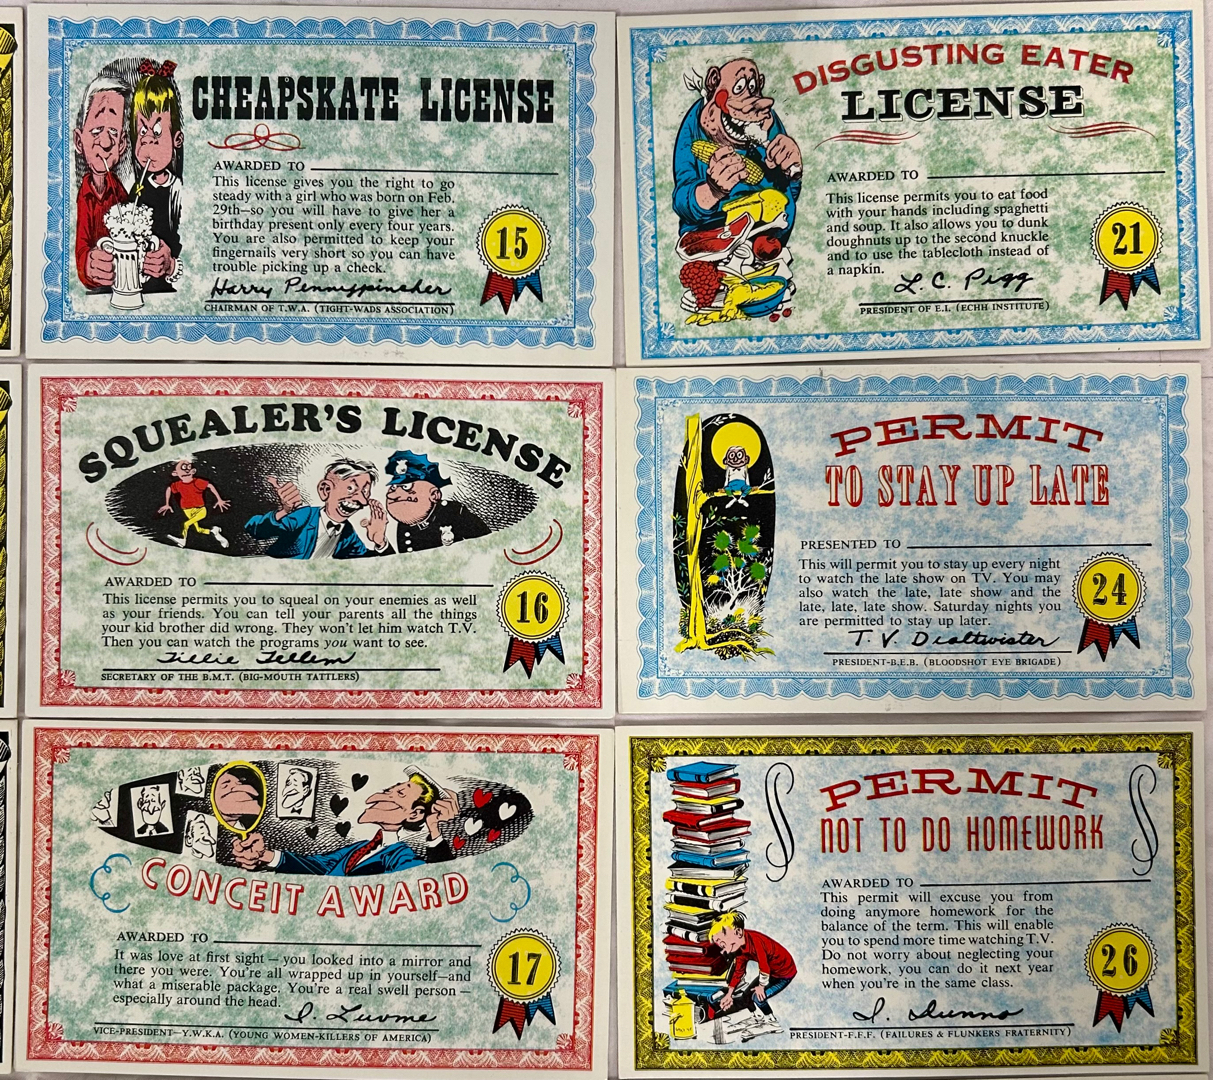 CHEAPSKATE LICENSE
AWARDED TO
This license gives you the right to go
steady with a girl who was born on Feb.
29th—so you will have to give her a
birthday present only every four years.
You are also permitted to keep your
fingernails very short so you can have
trouble picking up a check.
15
Harry Pennypinsher
CHAIRMAN OF T.W.A. (TIGHT-WADS ASSOCIATION)
DISGUSTING EATER
LICENSE
AWARDED TO
This license permits you to eat food
with your hands including spaghetti
and soup. It also allows you to dunk
doughnuts up to the second knuckle
and to use the tablecloth instead of
a napkin.
21
L.C. Pigg
PRESIDENT OF E.I. (ECHH INSTITUTE)
SQUEALER'S LICENSE
AWARDED TO
This license permits you to squeal on your enemies as well
as your friends. You can tell your parents all the things
your kid brother did wrong. They won't let him watch T.V.
Then you can watch the programs you want to see.
16
Tillie Tellem
SECRETARY OF THE B.M.T. (BIG-MOUTH TATTLERS)
PERMIT
TO STAY UP LATE
PRESENTED TO
This will permit you to stay up every night
to watch the late show on TV. You may
also watch the late, late show and the
late, late, late show. Saturday nights you
are permitted to stay up later.
24
T. V. Dialtwister
PRESIDENT-B.E.B. (BLOODSHOT EYE BRIGADE)
CONCEIT AWARD
AWARDED TO
It was love at first sight — you looked into a mirror and
there you were. You're all wrapped up in yourself—and
what a miserable package. You're a real swell person —
especially around the head.
17
I. Luvme
VICE-PRESIDENT—Y.W.K.A. (YOUNG WOMEN-KILLERS OF AMERICA)
PERMIT
NOT TO DO HOMEWORK
AWARDED TO
This permit will excuse you from
doing anymore homework for the
balance of the term. This will enable
you to spend more time watching T.V.
Do not worry about neglecting your
homework, you can do it next year
when you're in the same class.
26
I. Dunno
PRESIDENT-F.F.F. (FAILURES & FLUNKERS FRATERNITY)